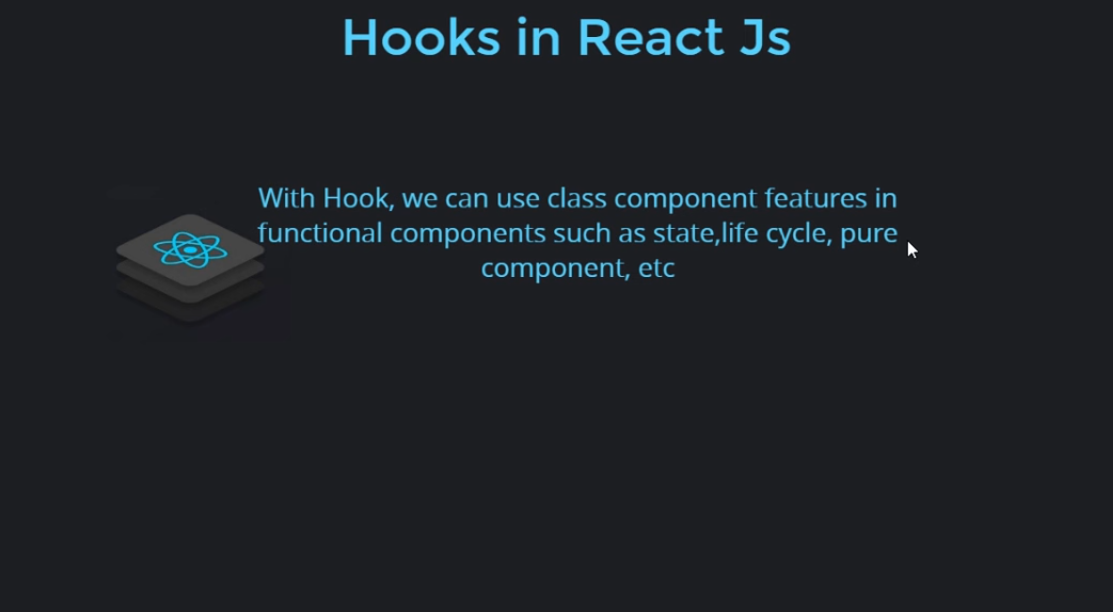 Hooks in React Js
With Hook, we can use class component features in
functional components such as state,life cycle, pure
component, etc